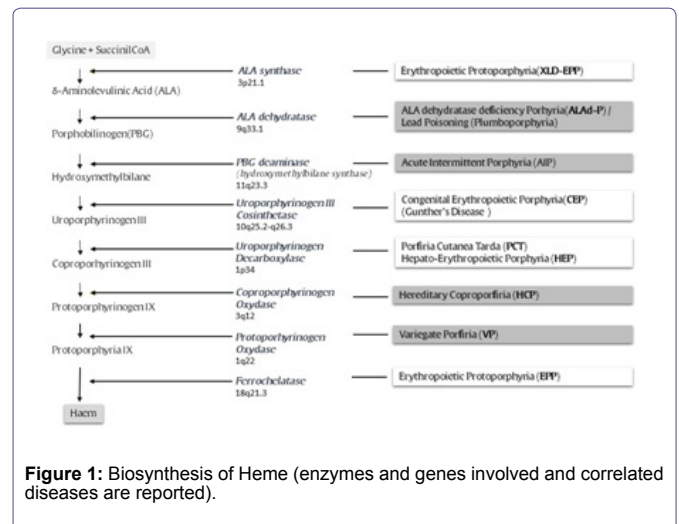 Glycine + Succinil CoA
ALA synthase
3p21.1
Erythropoietic Protoporphyria(XLD-EPP)
δ-Aminolevulinic Acid (ALA)
ALA dehydratase
9q33.1
ALA dehydratase deficiency Porhyria(ALAd-P) /
Lead Poisoning (Plumboporphyria)
Porphobilinogen(PBG)
PBG deaminase
(hydroxymethylbilane synthase)
11q23.3
Acute Intermittent Porphyria (AIP)
Hydroxymethylbilane
Uroporphyrinogen III
Cosinthetase
10q25.2-q26.3
Congenital Erythropoietic Porphyria(CEP)
(Gunther's Disease )
Uroporphyrinogen III
Uroporphyrinogen
Decarboxylase
1p34
Porfiria Cutanea Tarda (PCT)
Hepato-Erythropoietic Porphyria (HEP)
Coproporhyrinogen III
Coproporphyrinogen
Oxydase
3q12
Hereditary Coproporfiria (HCP)
Protoporphyrinogen IX
Protoporhyrinogen
Oxydase
1q22
Variegate Porfiria (VP)
Protoporphyria IX
Ferrochelatase
18q21.3
Erythropoietic Protoporphyria (EPP)
Haem
Figure 1: Biosynthesis of Heme (enzymes and genes involved and correlated
diseases are reported).